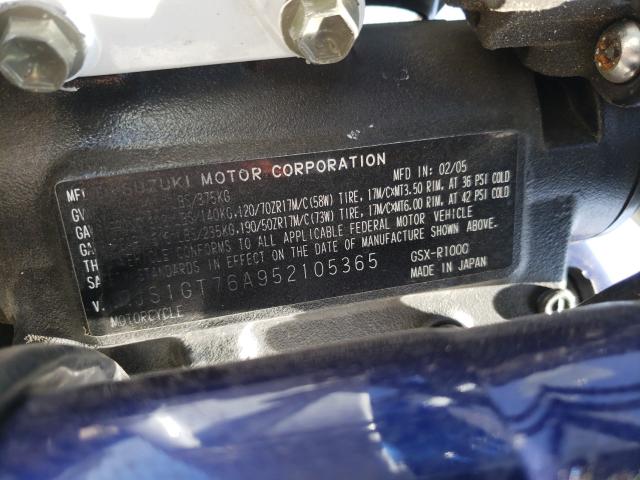 SUZUKI MOTOR CORPORATION MFD IN: 02/05
/375KG
/140KG,120/70ZR17M/C(58W) TIRE, 17M/CXMT3.50 RIM, AT 36 PSI COLD
/235KG,190/50ZR17M/C(73W) TIRE, 17M/CXMT6.00 RIM, AT 42 PSI COLD
VEHICLE CONFORMS TO ALL APPLICABLE FEDERAL MOTOR VEHICLE
STANDARDS IN EFFECT ON THE DATE OF MANUFACTURE SHOWN ABOVE
JS1GT76A952105365 GSX-R1000
MOTORCYCLE MADE IN JAPAN